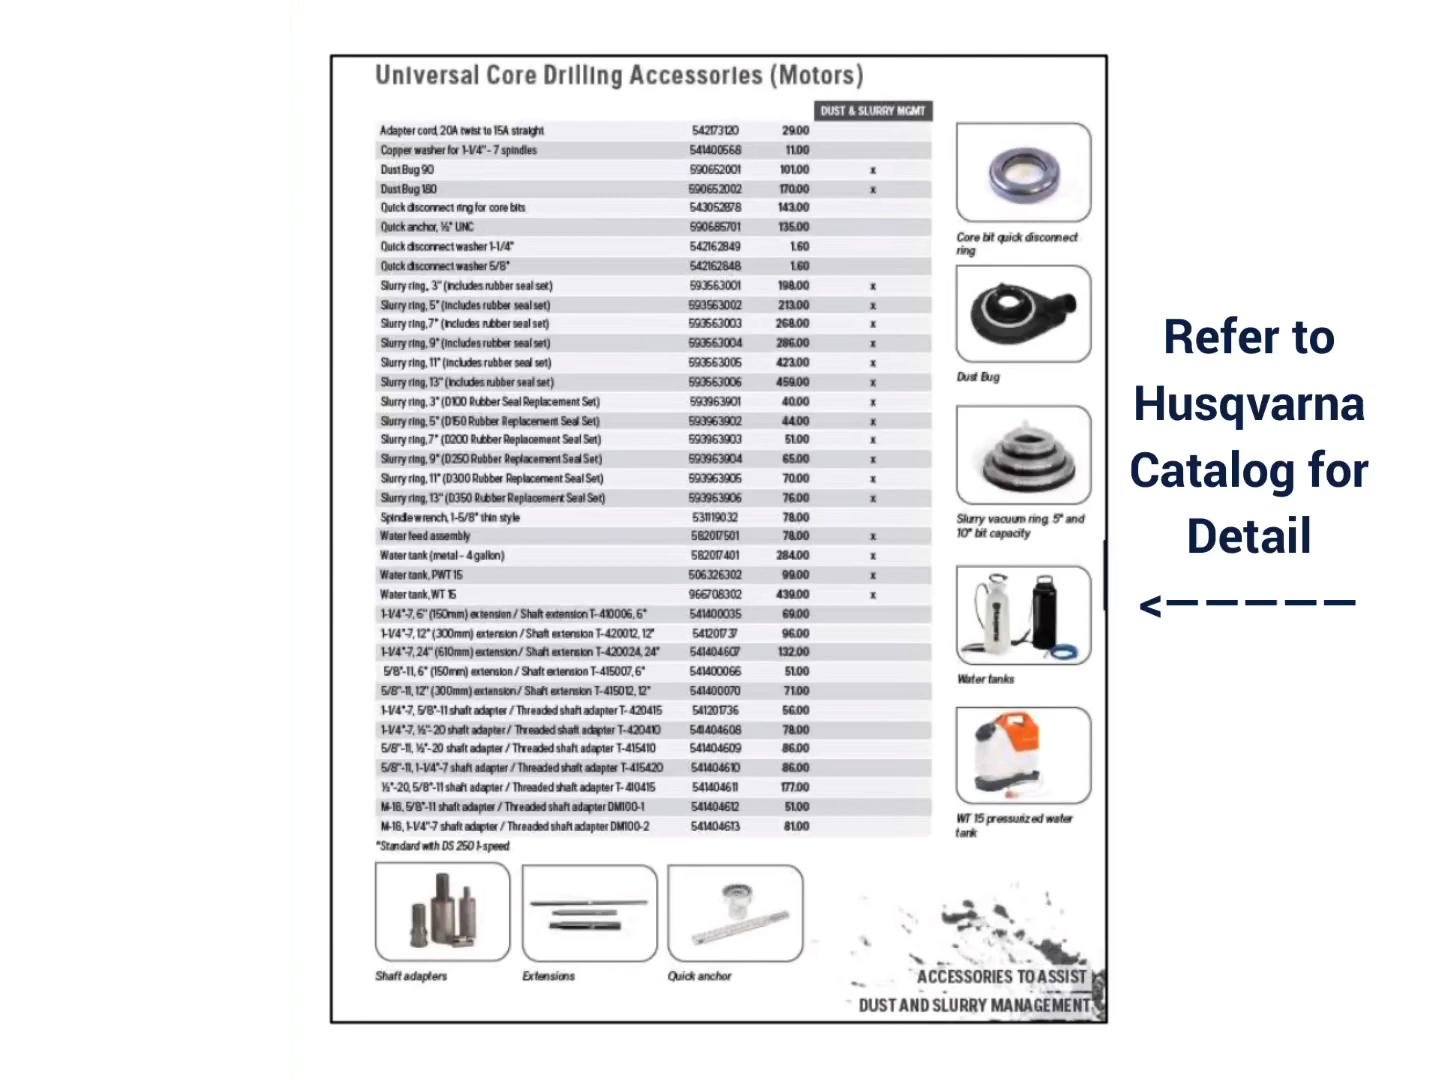 Universal Core Drilling Accessories (Motors)
DUST & SLURRY MGMT
Adapter cord, 20A twist to 15A straight 542173120 29.00
Copper washer for 1-1/4" - 7 spindles 541400568 11.00
Dust Bug 90 590652001 101.00 x
Dust Bug 180 590652002 170.00 x
Quick disconnect ring for core bits 543052878 143.00
Quick anchor, ½" UNC 590685701 135.00
Quick disconnect washer 1-1/4" 542162849 1.60
Quick disconnect washer 5/8" 542162848 1.60
Slurry ring, 3" (includes rubber seal set) 593563001 198.00 x
Slurry ring, 5" (includes rubber seal set) 593563002 213.00 x
Slurry ring, 7" (includes rubber seal set) 593563003 268.00 x
Slurry ring, 9" (includes rubber seal set) 593563004 286.00 x
Slurry ring, 11" (includes rubber seal set) 593563005 423.00 x
Slurry ring, 13" (includes rubber seal set) 593563006 459.00 x
Slurry ring, 3" (D100 Rubber Seal Replacement Set) 593963901 40.00 x
Slurry ring, 5" (D150 Rubber Replacement Seal Set) 593963902 44.00 x
Slurry ring, 7" (D200 Rubber Replacement Seal Set) 593963903 51.00 x
Slurry ring, 9" (D250 Rubber Replacement Seal Set) 593963904 65.00 x
Slurry ring, 11" (D300 Rubber Replacement Seal Set) 593963905 70.00 x
Slurry ring, 13" (D350 Rubber Replacement Seal Set) 593963906 76.00 x
Spindle wrench, 1-5/8" thin style 531119032 78.00
Water feed assembly 582017501 78.00 x
Water tank (metal - 4 gallon) 582017401 284.00 x
Water tank, PWT 15 506326302 99.00 x
Water tank, WT 15 966708302 439.00 x
1-1/4"-7, 6" (150mm) extension / Shaft extension T-410006, 6" 541400035 69.00
1-1/4"-7, 12" (300mm) extension / Shaft extension T-420012, 12" 541201737 96.00
1-1/4"-7, 24" (610mm) extension / Shaft extension T-420024, 24" 541404607 132.00
5/8"-11, 6" (150mm) extension / Shaft extension T-415007, 6" 541400066 51.00
5/8"-11, 12" (300mm) extension / Shaft extension T-415012, 12" 541400070 71.00
1-1/4"-7, 5/8"-11 shaft adapter / Threaded shaft adapter T-420415 541201736 56.00
1-1/4"-7, ½"-20 shaft adapter / Threaded shaft adapter T-420410 541404608 78.00
5/8"-11, ½"-20 shaft adapter / Threaded shaft adapter T-415410 541404609 86.00
5/8"-11, 1-1/4"-7 shaft adapter / Threaded shaft adapter T-415420 541404610 86.00
½"-20, 5/8"-11 shaft adapter / Threaded shaft adapter T-410415 541404611 177.00
M-18, 5/8"-11 shaft adapter / Threaded shaft adapter DM100-1 541404612 51.00
M-18, 1-1/4"-7 shaft adapter / Threaded shaft adapter DM100-2 541404613 81.00
*Standard with DS 250 1-speed
Shaft adapters
Extensions
Quick anchor
Core bit quick disconnect
ring
Dust Bug
Slurry vacuum ring. 5" and
10" bit capacity
Water tanks
WT 15 pressurized water
tank
ACCESSORIES TO ASSIST
DUST AND SLURRY MANAGEMENT
Refer to
Husqvarna
Catalog for
Detail
<−−−−−